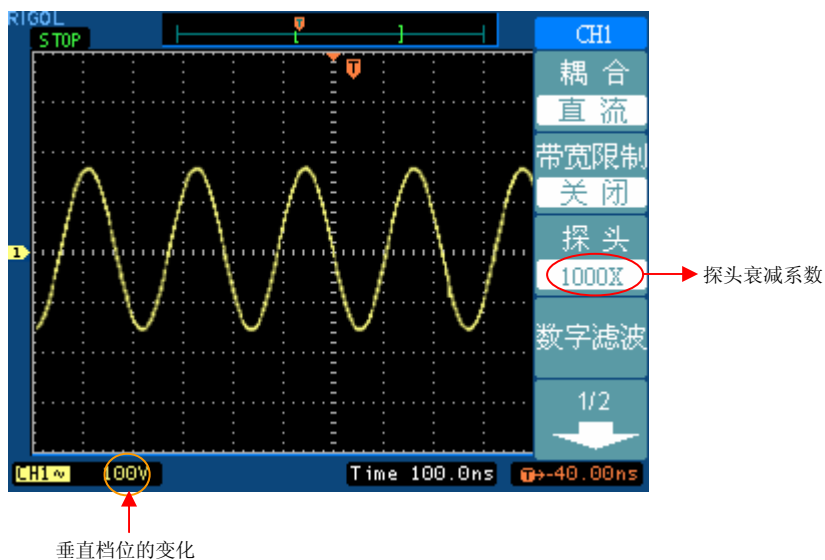 RIGOL
STOP
T
CH1
耦 合
直 流
T
带宽限制
关 闭
探 头
1
1000X
探头衰减系数
数字滤波
1/2
CH1~ 100V
Time 100.0ns
T→-40.00ns
垂直档位的变化